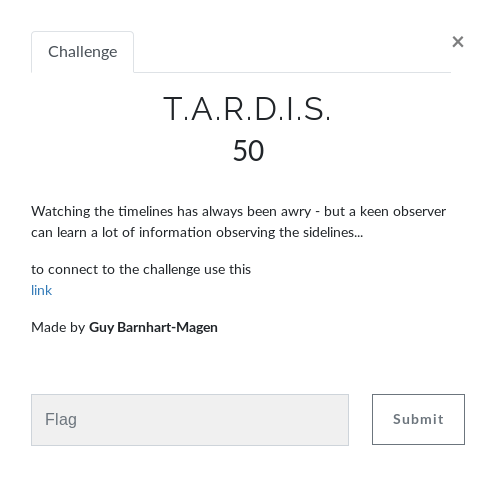 Challenge
×
T.A.R.D.I.S.
50
Watching the timelines has always been awry - but a keen observer
can learn a lot of information observing the sidelines...
to connect to the challenge use this
link
Made by Guy Barnhart-Magen
Flag
Submit